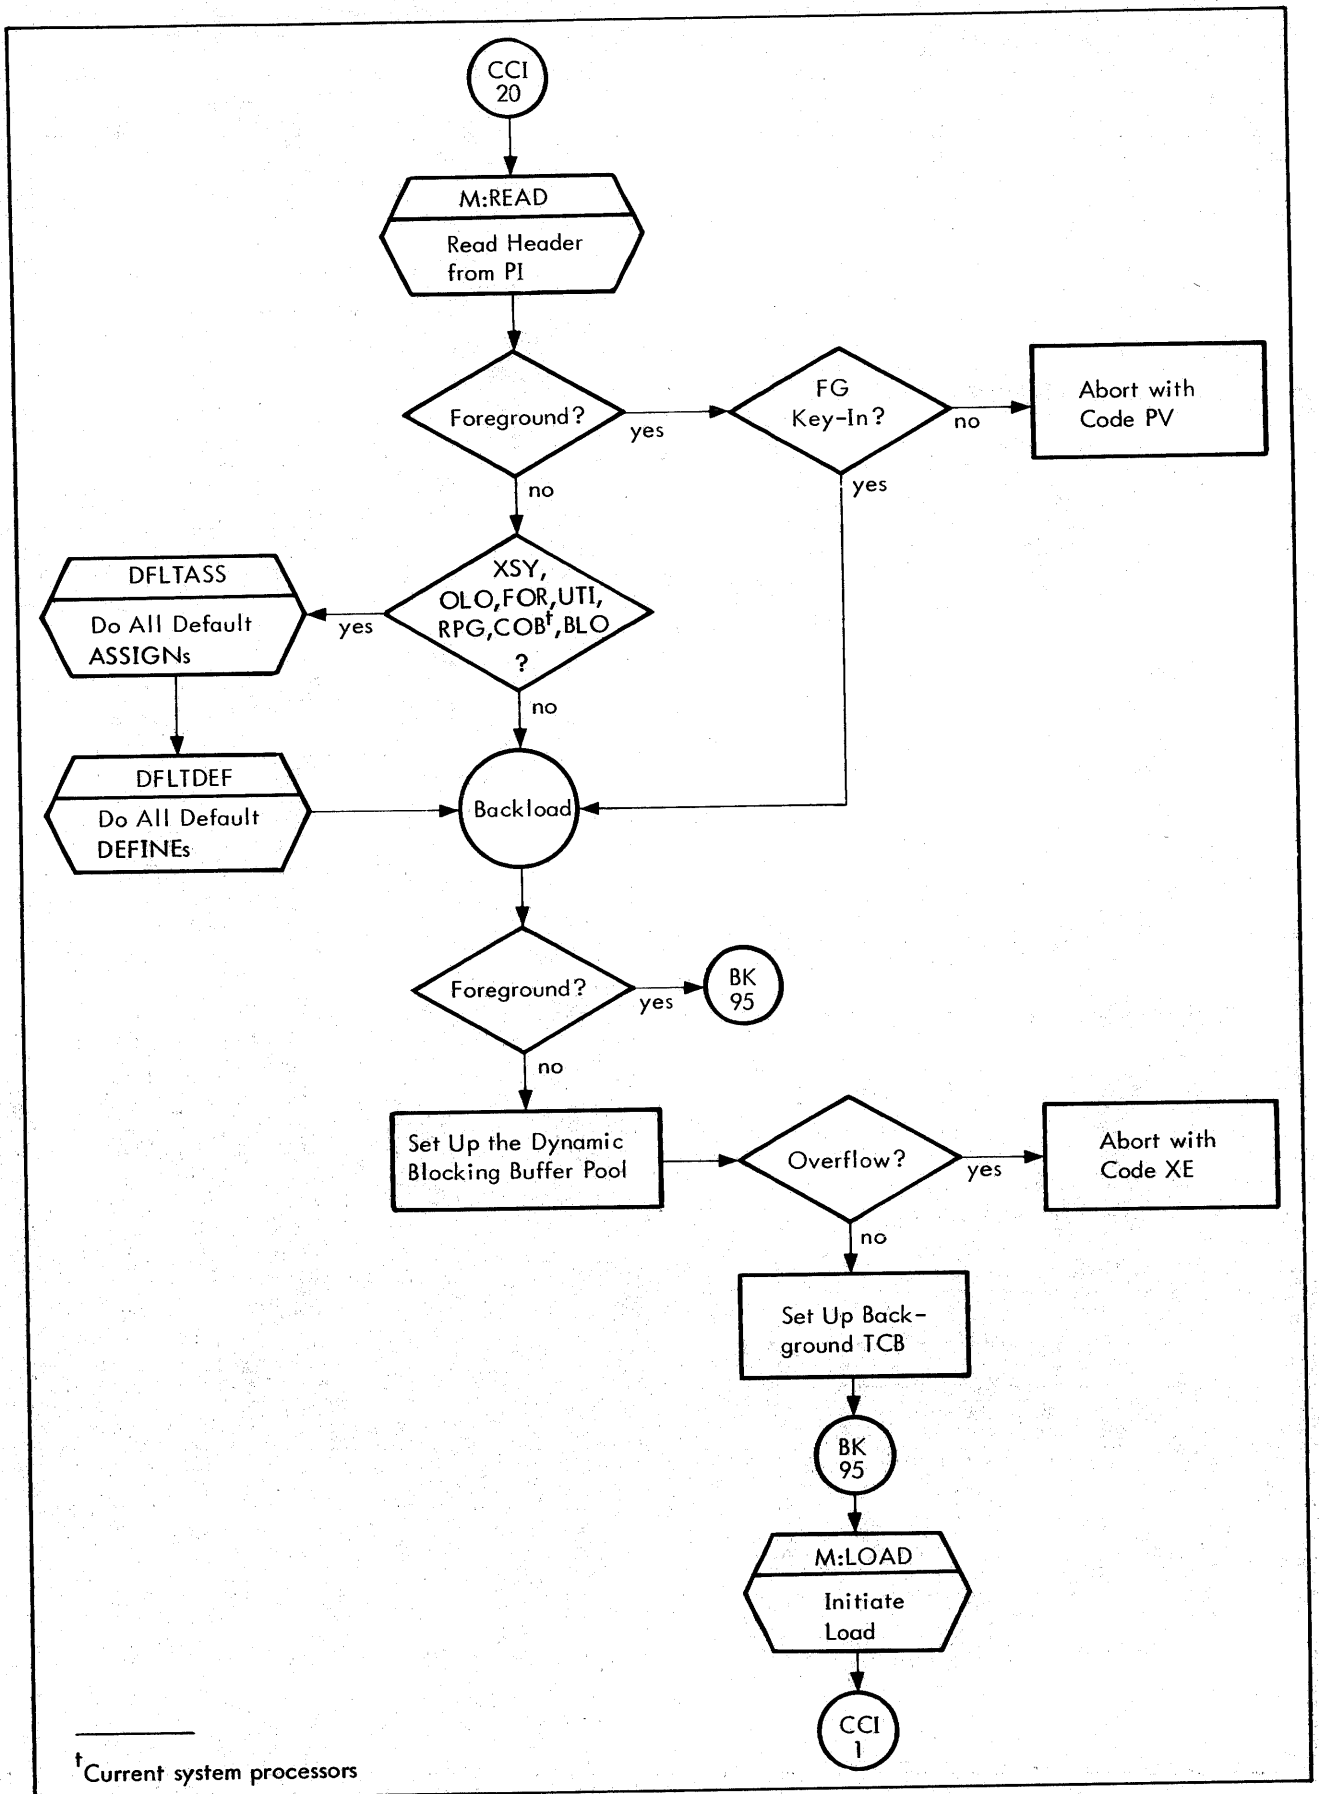 CCI
20
M:READ
Read Header
from PI
Foreground?
yes
no
FG
Key-In?
no
yes
Abort with
Code PV
XSY,
OLO,FOR,UTI,
RPG,COB†,BLO
?
yes
no
DFLTASS
Do All Default
ASSIGNs
DFLTDEF
Do All Default
DEFINEs
Backload
Foreground?
yes
no
BK
95
Set Up the Dynamic
Blocking Buffer Pool
Overflow?
yes
no
Abort with
Code XE
Set Up Back-
ground TCB
BK
95
M:LOAD
Initiate
Load
CCI
1
†Current system processors